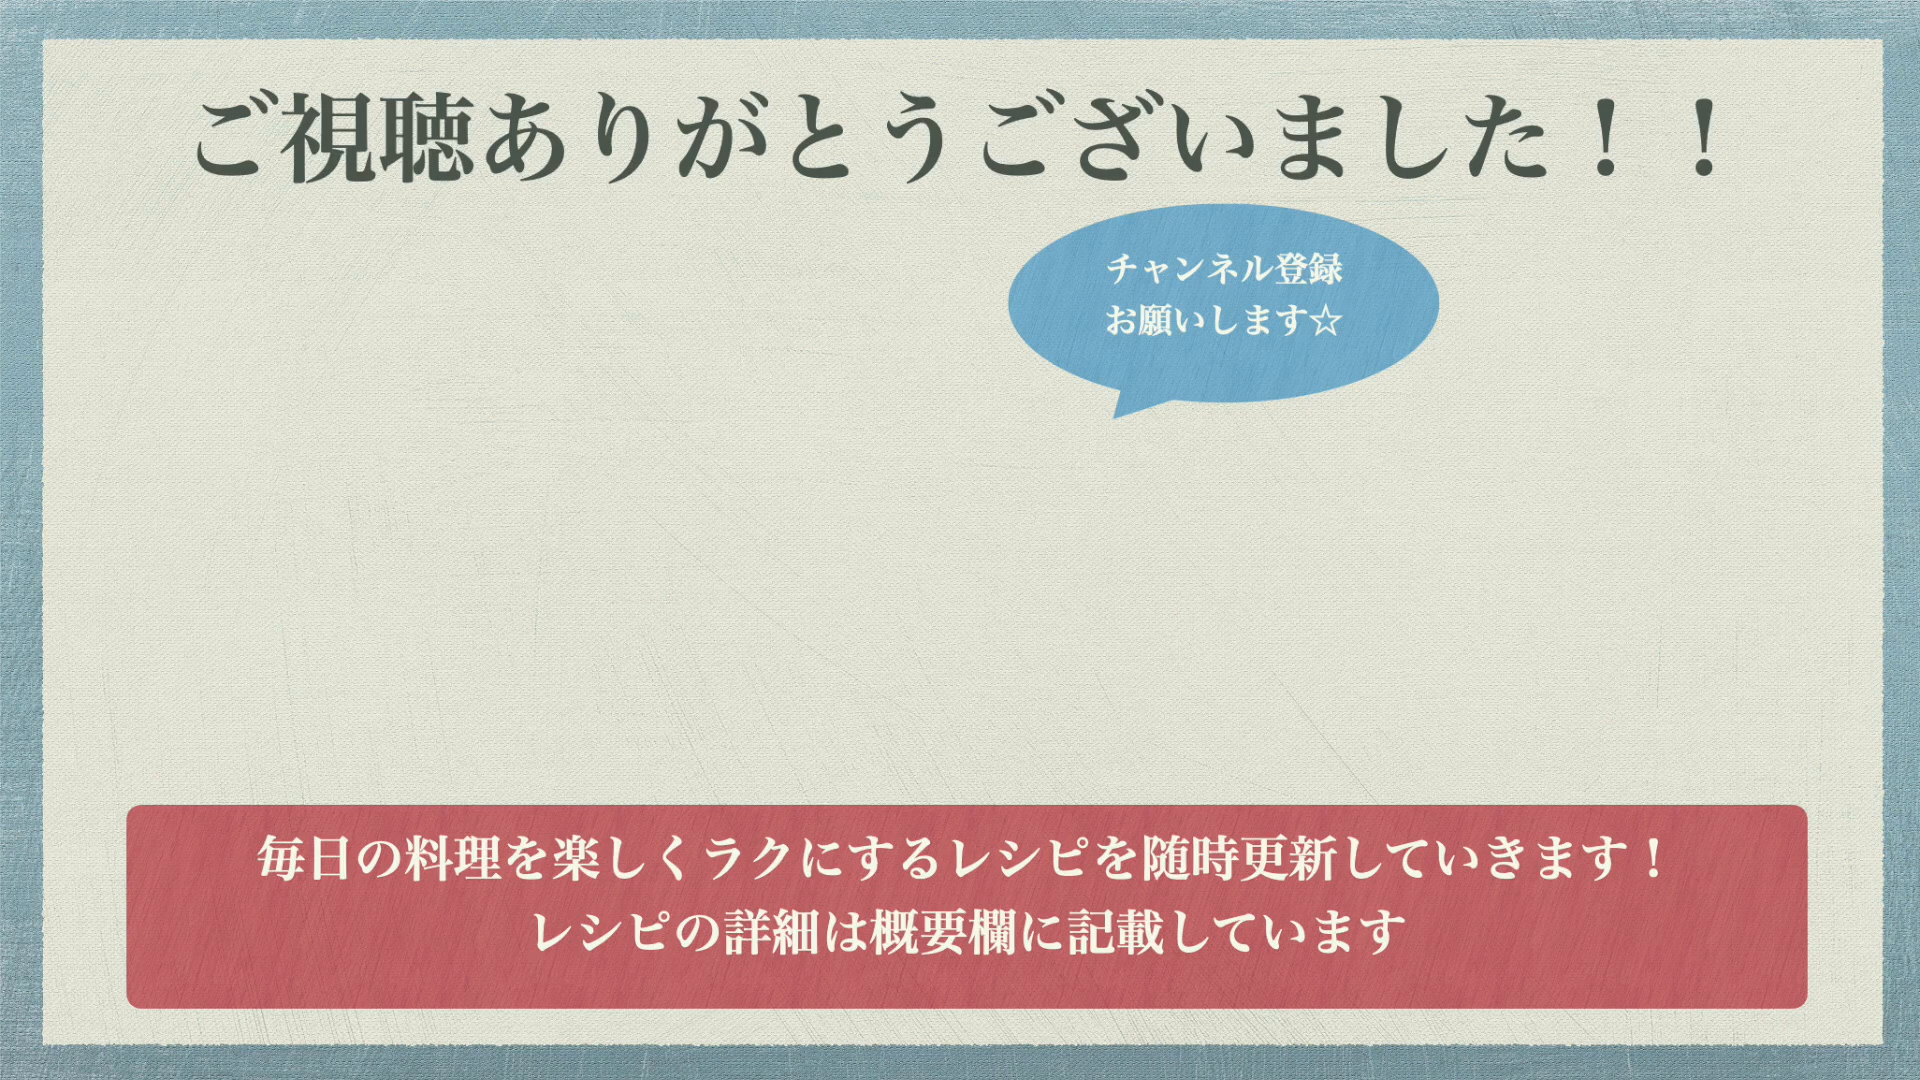 ご視聴ありがとうございました！！
チャンネル登録
お願いします☆
毎日の料理を楽しくラクにするレシピを随時更新していきます！
レシピの詳細は概要欄に記載しています